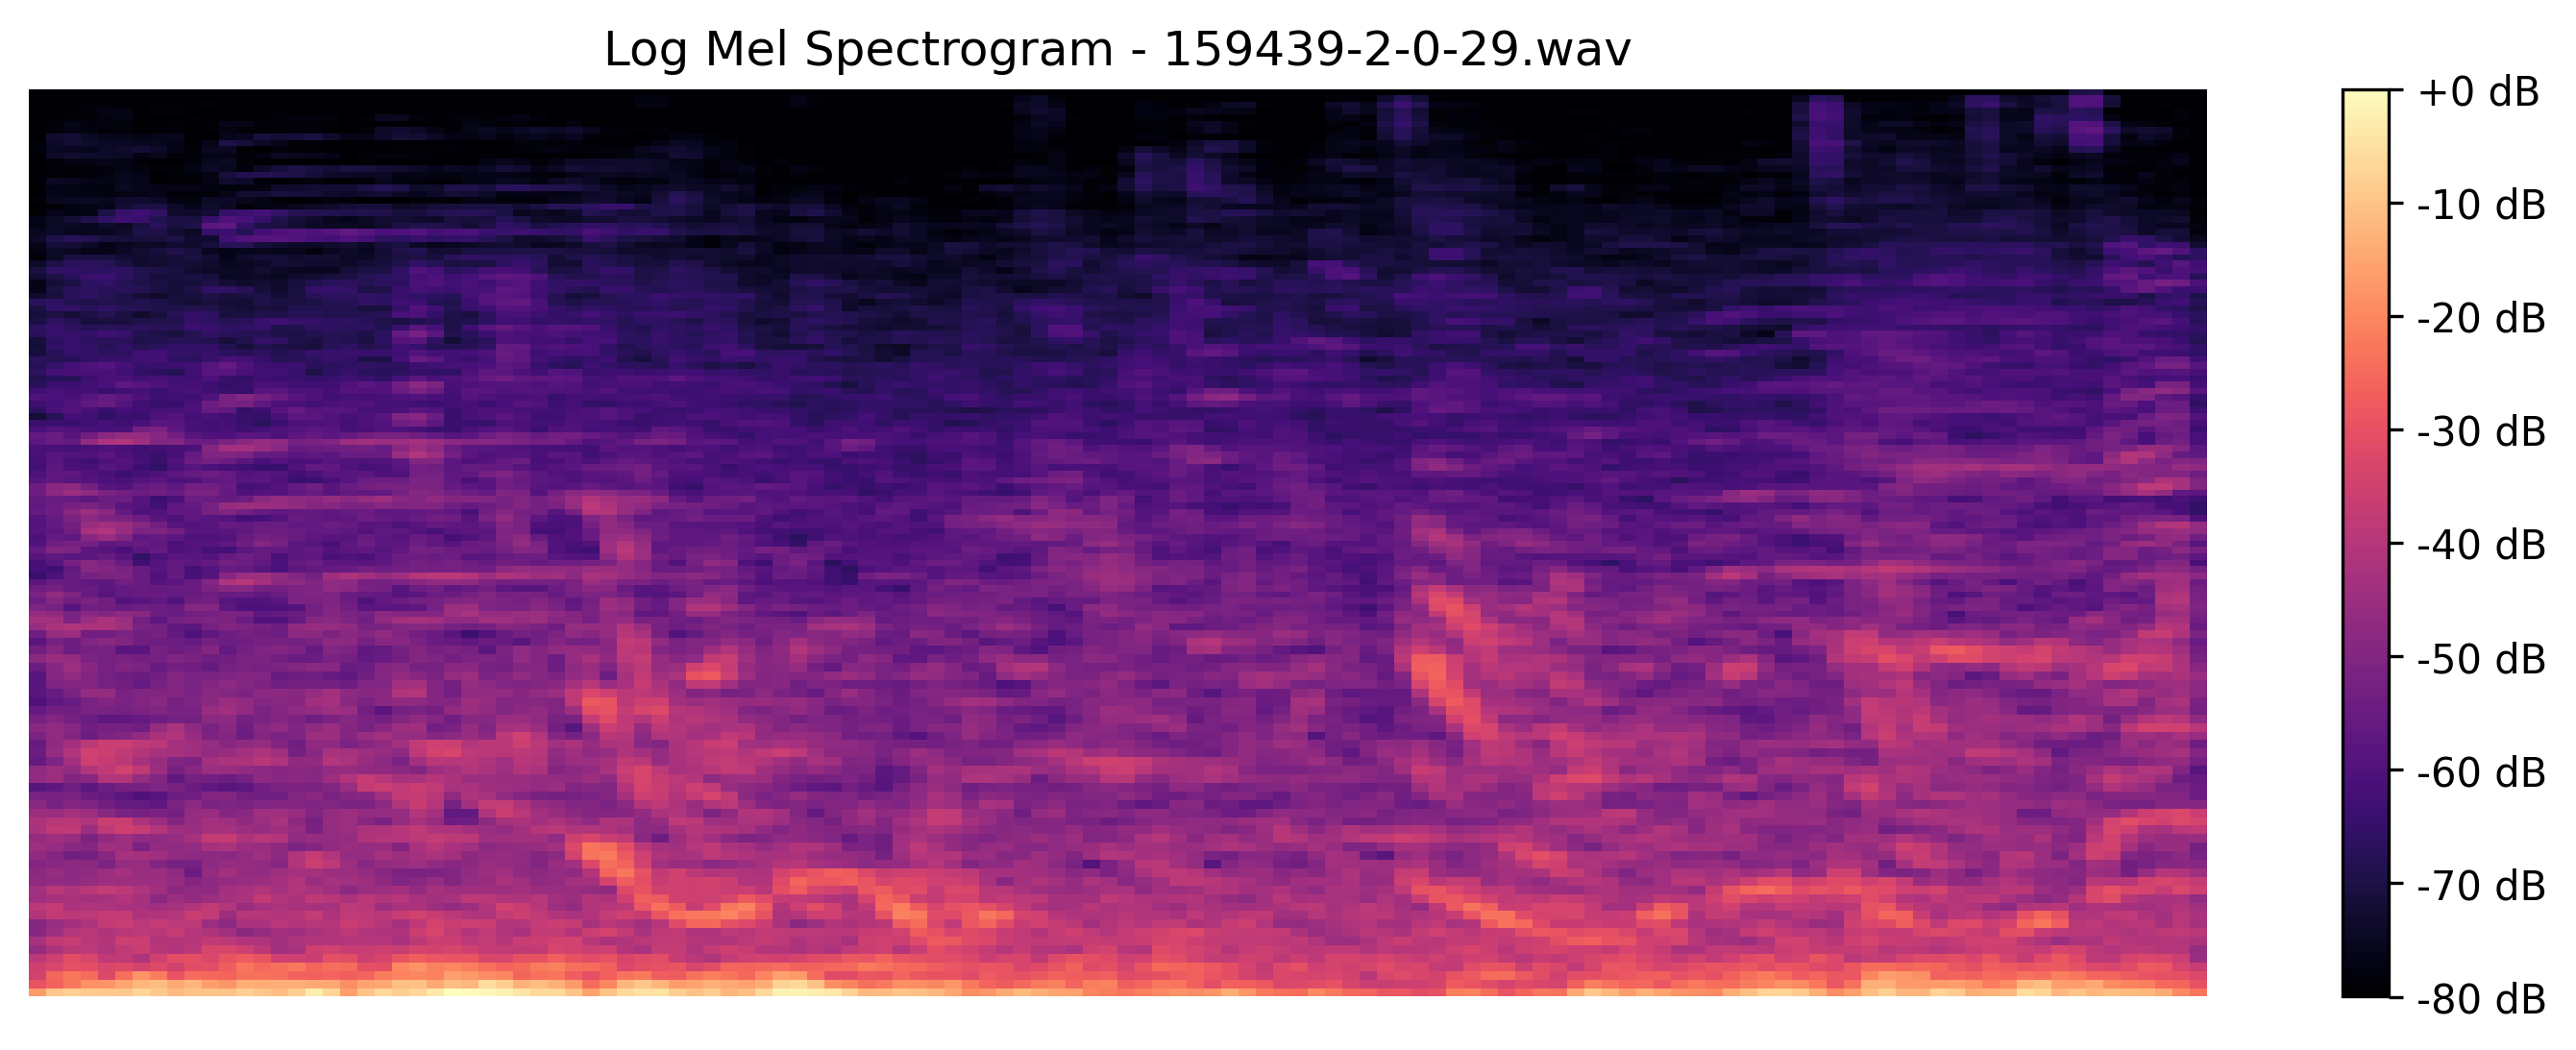 Log Mel Spectrogram - 159439-2-0-29.wav
+0 dB
-10 dB
-20 dB
-30 dB
-40 dB
-50 dB
-60 dB
-70 dB
-80 dB